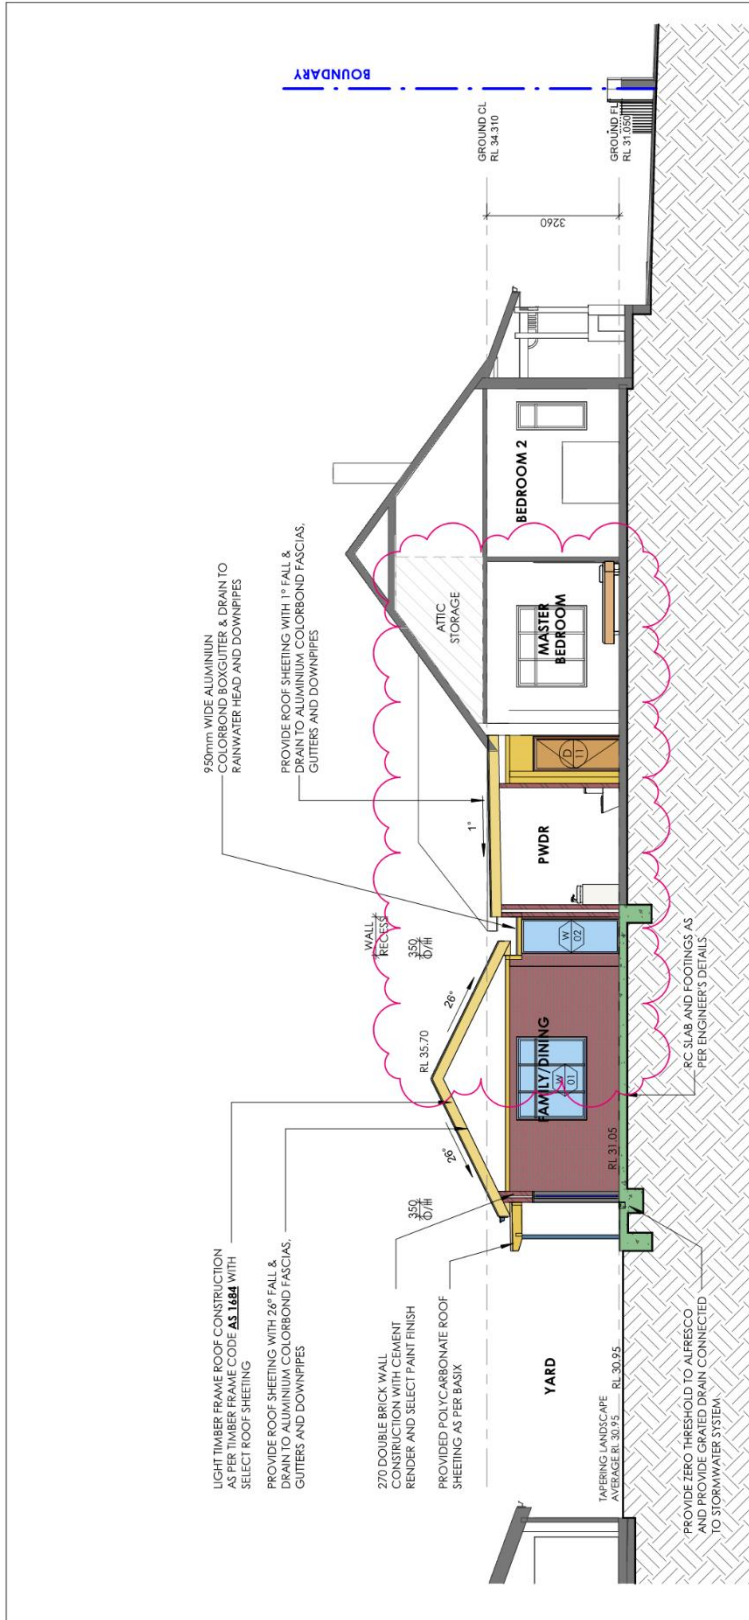 LIGHT TIMBER FRAME ROOF CONSTRUCTION
AS PER TIMBER FRAME CODE AS 1684 WITH
SELECT ROOF SHEETING
PROVIDE ROOF SHEETING WITH 26° FALL &
DRAIN TO ALUMINIUM COLORBOND FASCIAS,
GUTTERS AND DOWNPIPES
270 DOUBLE BRICK WALL
CONSTRUCTION WITH CEMENT
RENDER AND SELECT PAINT FINISH
PROVIDED POLYCARBONATE ROOF
SHEETING AS PER BASIX
YARD
TAPERING LANDSCAPE
AVERAGE RL 30.95
RL 30.95
PROVIDE ZERO THRESHOLD TO ALFRESCO
AND PROVIDE GRATED DRAIN CONNECTED
TO STORMWATER SYSTEM
350
O/H
26°
RL 35.70
26°
FAMILY/DINING
W
01
RL 31.05
350
O/H
WALL
RECESS
W
02
RC SLAB AND FOOTINGS AS
PER ENGINEER'S DETAILS
950mm WIDE ALUMINIUN
COLORBOND BOXGUTTER & DRAIN TO
RAINWATER HEAD AND DOWNPIPES
PROVIDE ROOF SHEETING WITH 1° FALL &
DRAIN TO ALUMINIUM COLORBOND FASCIAS,
GUTTERS AND DOWNPIPES
1°
PWDR
D
11
ATTIC
STORAGE
MASTER
BEDROOM
BEDROOM 2
3260
GROUND CL
RL 34.310
GROUND FL
RL 31.050
BOUNDARY